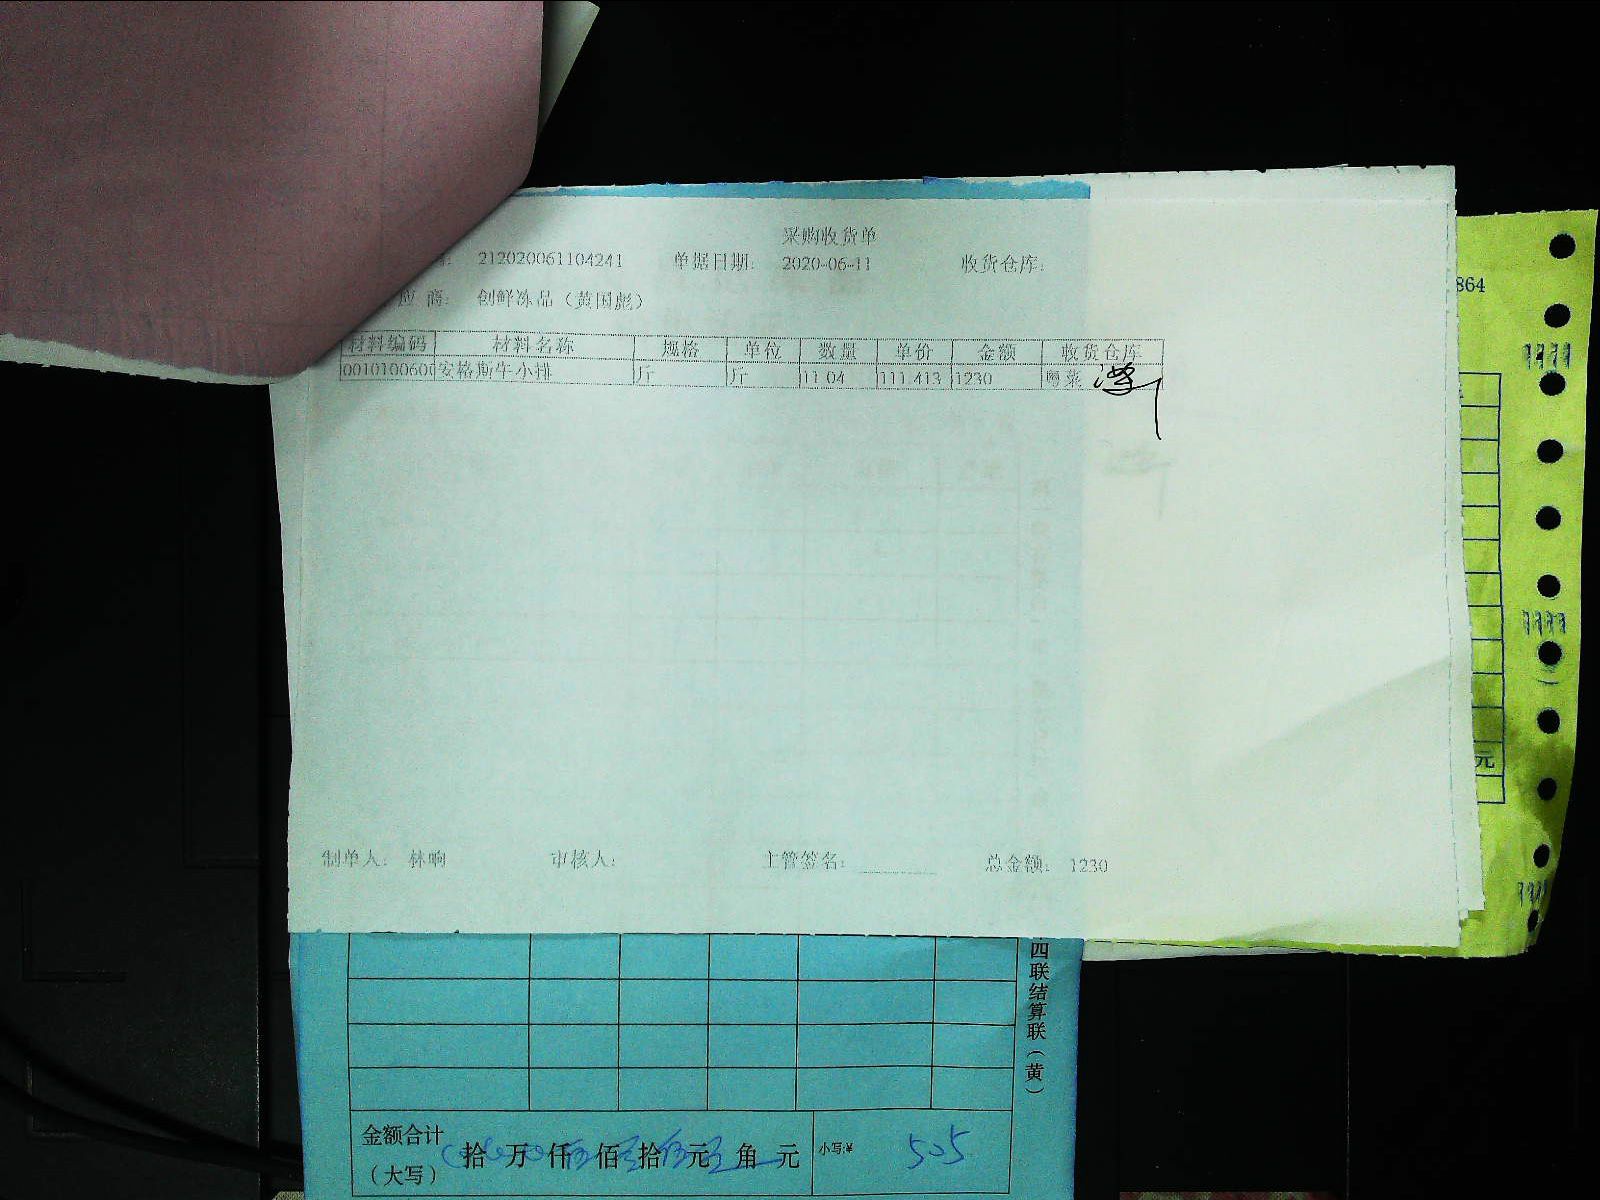 采购收货单
212020061104241 单据日期: 2020-06-11 收货仓库:
应商: 创鲜冻品（黄国彪）
材料编码 材料名称 规格 单位 数量 单价 金额 收货仓库
0010100600 安格斯牛小排 斤 斤 11.04 111.413 1230 粤菜
制单人: 林响 审核人: 主管签名: 总金额: 1230
864
元
四联结算联（黄）
金额合计
（大写） 拾 万 仟 佰 拾 元 角 元 小写:¥ 505